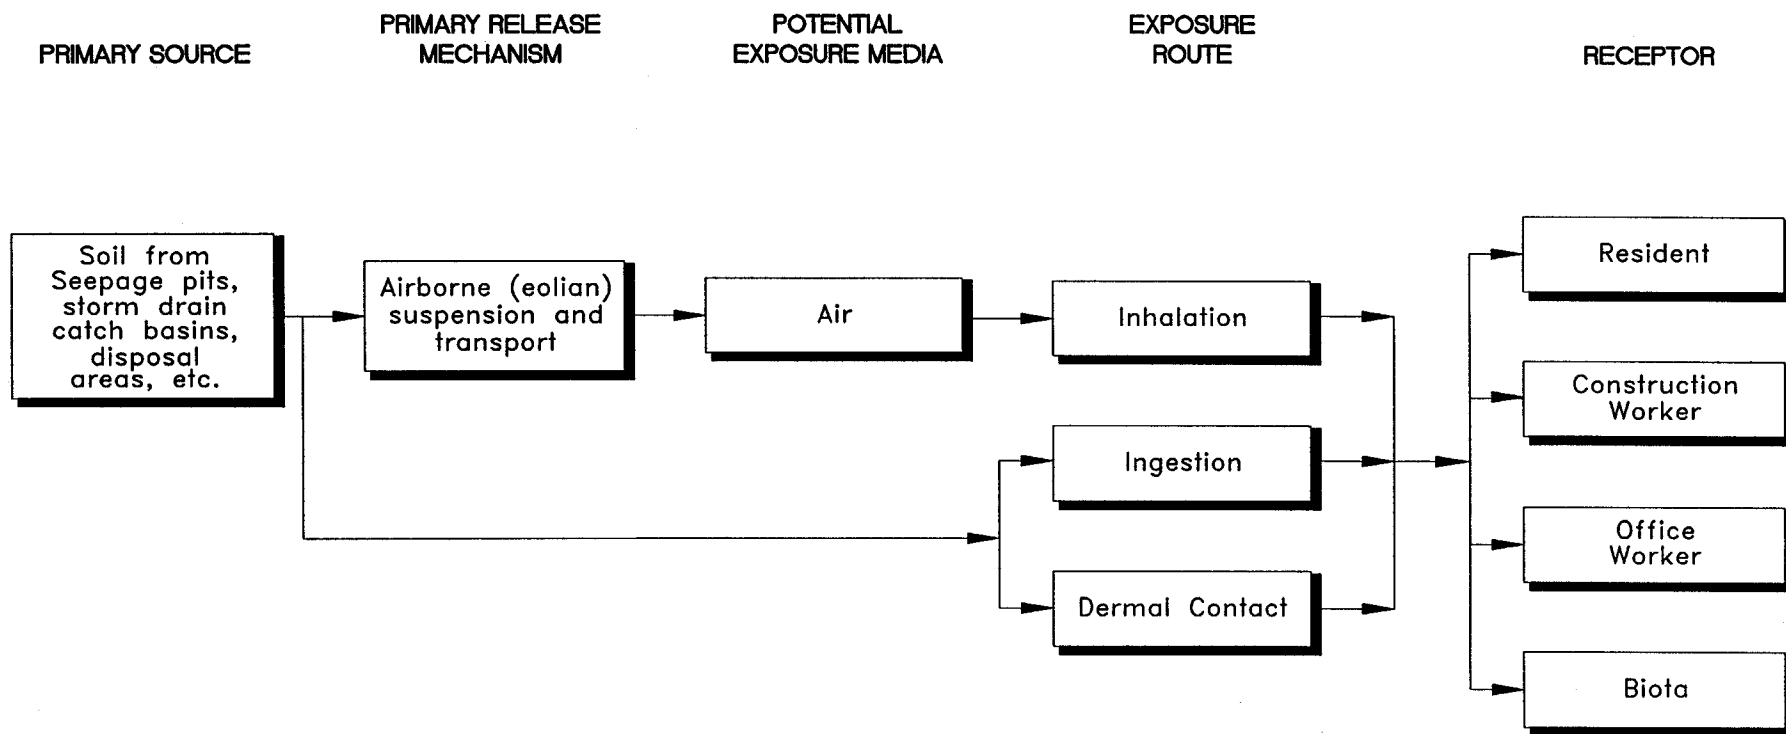 PRIMARY SOURCE
PRIMARY RELEASE
MECHANISM
POTENTIAL
EXPOSURE MEDIA
EXPOSURE
ROUTE
RECEPTOR
Soil from
Seepage pits,
storm drain
catch basins,
disposal
areas, etc.
Airborne (eolian)
suspension and
transport
Air
Inhalation
Ingestion
Dermal Contact
Resident
Construction
Worker
Office
Worker
Biota